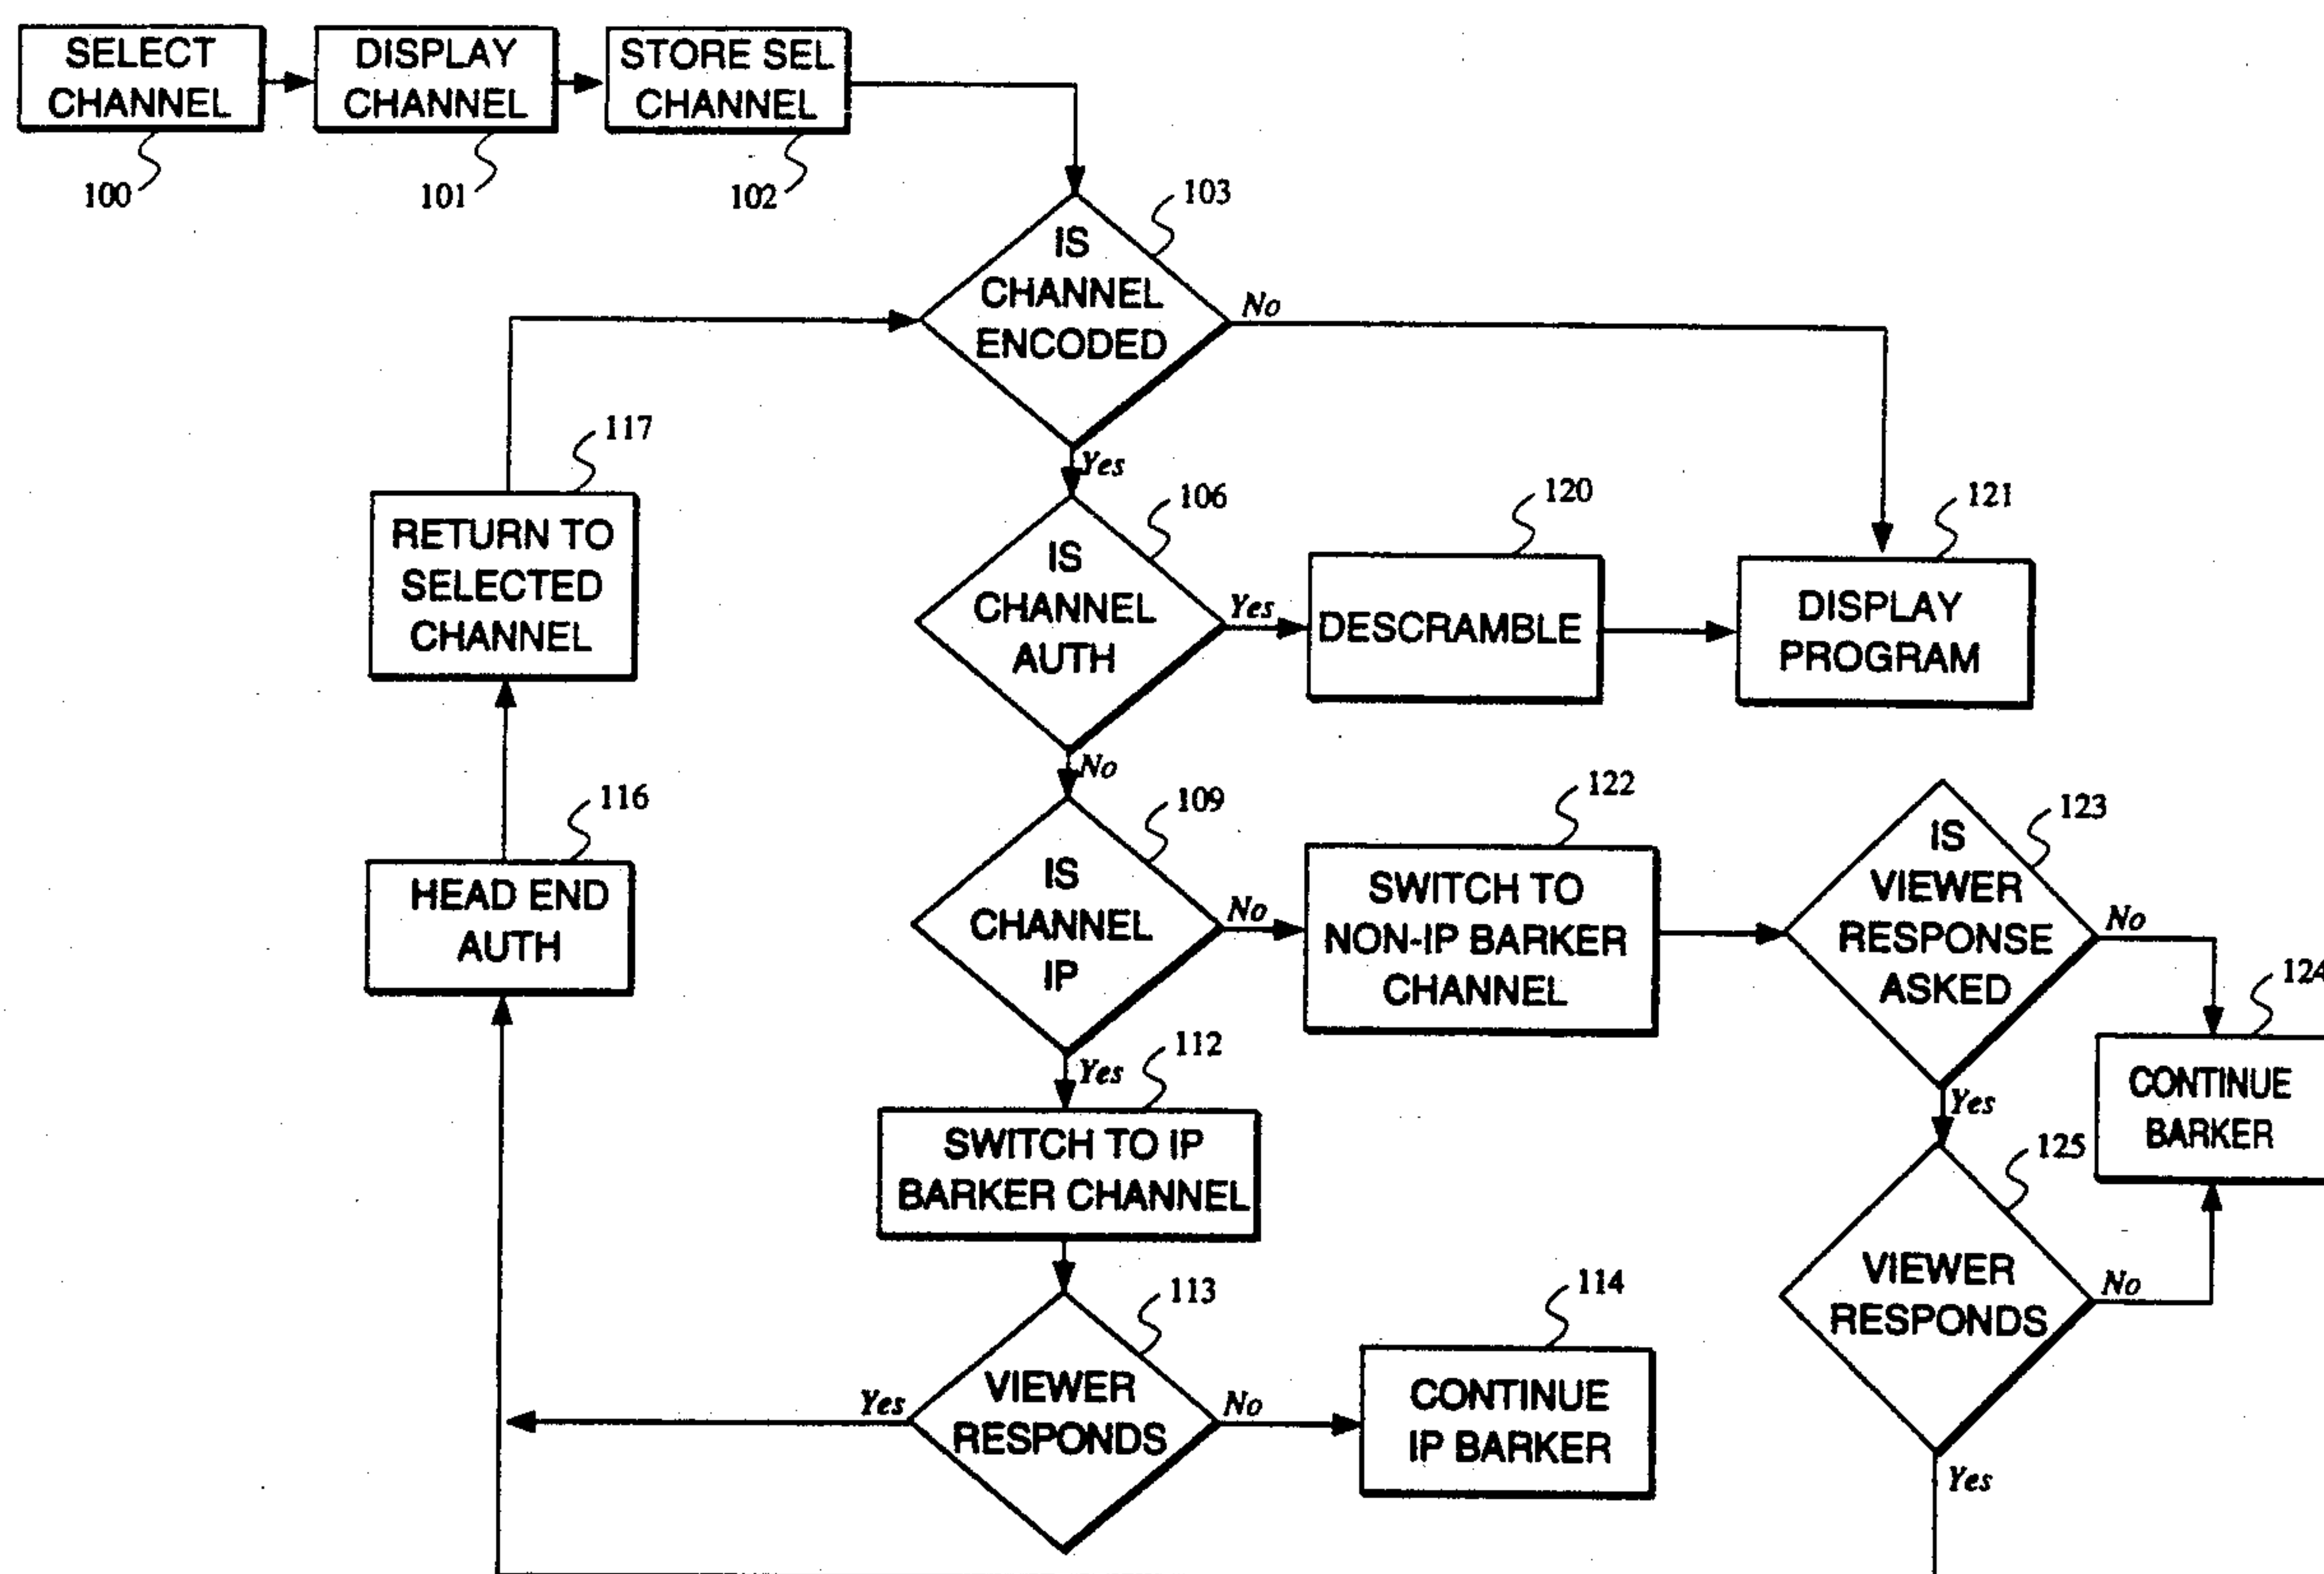 SELECT
CHANNEL
100
DISPLAY
CHANNEL
101
STORE SEL
CHANNEL
102
103
IS
CHANNEL
ENCODED
No
Yes
117
RETURN TO
SELECTED
CHANNEL
106
IS
CHANNEL
AUTH
Yes
No
120
DESCRAMBLE
121
DISPLAY
PROGRAM
116
HEAD END
AUTH
109
IS
CHANNEL
IP
No
Yes
122
SWITCH TO
NON-IP BARKER
CHANNEL
123
IS
VIEWER
RESPONSE
ASKED
No
Yes
124
CONTINUE
BARKER
112
SWITCH TO IP
BARKER CHANNEL
125
VIEWER
RESPONDS
No
Yes
113
VIEWER
RESPONDS
Yes
No
114
CONTINUE
IP BARKER